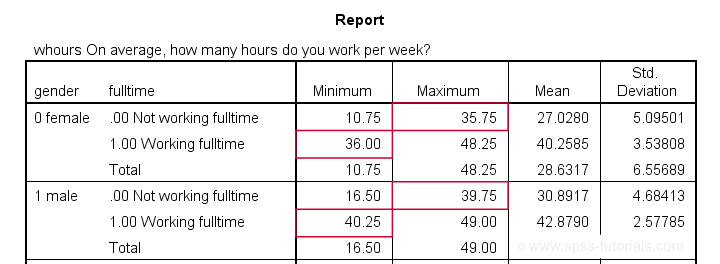 Report
whours On average, how many hours do you work per week?
gender fulltime Minimum Maximum Mean Std. Deviation
0 female .00 Not working fulltime 10.75 35.75 27.0280 5.09501
1.00 Working fulltime 36.00 48.25 40.2585 3.53808
Total 10.75 48.25 28.6317 6.55689
1 male .00 Not working fulltime 16.50 39.75 30.8917 4.68413
1.00 Working fulltime 40.25 49.00 42.8790 2.57785
Total 16.50 49.00 © www.spss-tutorials.com